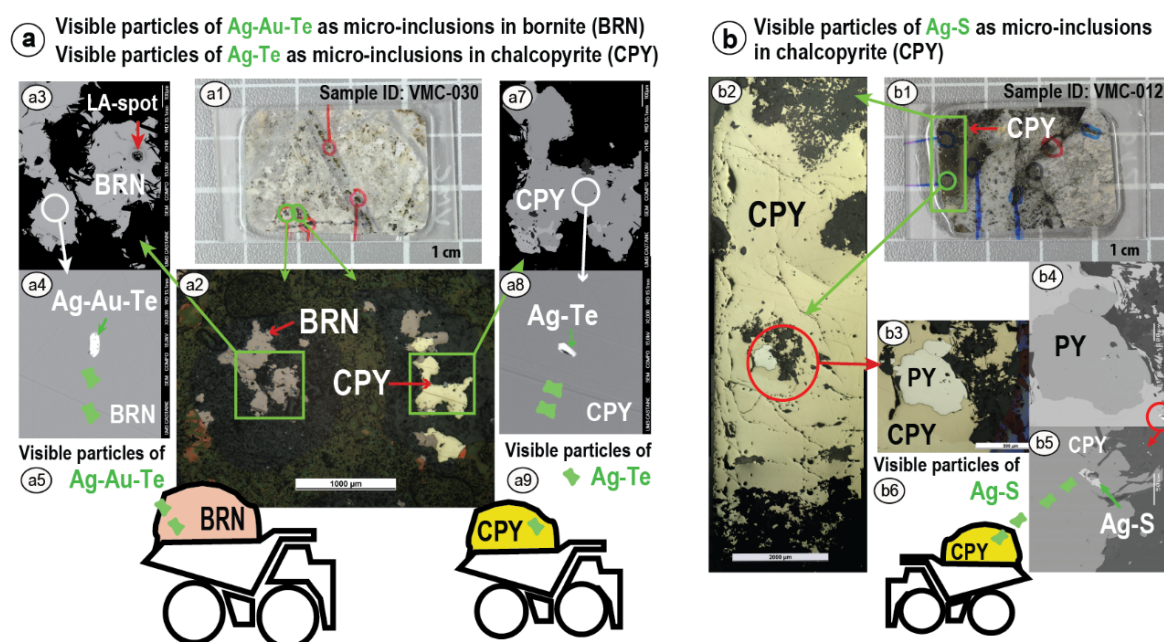 a
Visible particles of Ag-Au-Te as micro-inclusions in bornite (BRN)
Visible particles of Ag-Te as micro-inclusions in chalcopyrite (CPY)
a3
LA-spot
BRN
a1
Sample ID: VMC-030
1 cm
a7
CPY
a4
Ag-Au-Te
BRN
a2
BRN
CPY
1000 µm
a8
Ag-Te
CPY
Visible particles of
a5
Ag-Au-Te
BRN
Visible particles of
a9
Ag-Te
CPY
b
Visible particles of Ag-S as micro-inclusions
in chalcopyrite (CPY)
b2
CPY
2000 µm
b1
Sample ID: VMC-012
CPY
1 cm
b3
PY
CPY
b4
PY
b5
CPY
Ag-S
Visible particles of
b6
Ag-S
CPY